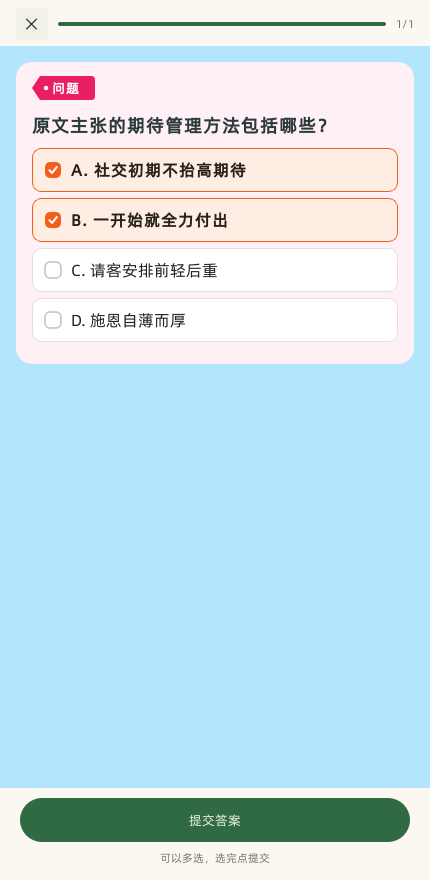 1/1
问题
原文主张的期待管理方法包括哪些?
A. 社交初期不抬高期待
B. 一开始就全力付出
C. 请客安排前轻后重
D. 施恩自薄而厚
提交答案
可以多选，选完点提交